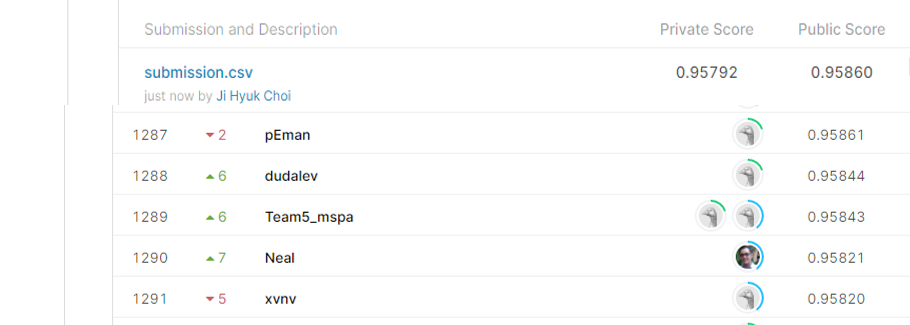 Submission and Description Private Score Public Score
submission.csv 0.95792 0.95860
just now by Ji Hyuk Choi
1287 2 pEman 0.95861
1288 6 dudalev 0.95844
1289 6 Team5_mspa 0.95843
1290 7 Neal 0.95821
1291 5 xvnv 0.95820